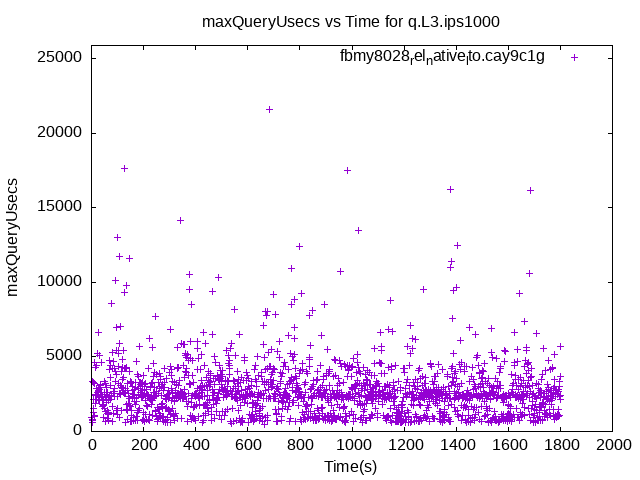 maxQueryUsecs vs Time for q.L3.ips1000
fbmy8028relnativelto.cay9c1g
25000
20000
15000
10000
5000
0
maxQueryUsecs
0 200 400 600 800 1000 1200 1400 1600 1800 2000
Time(s)